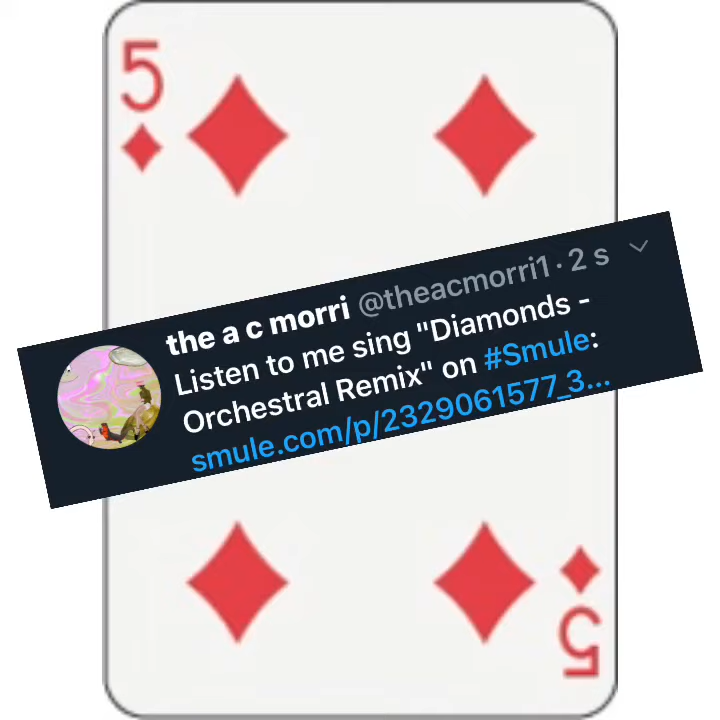 5
the a c morri @theacmorri1 · 2 s
Listen to me sing "Diamonds -
Orchestral Remix" on #Smule:
smule.com/p/2329061577_3...
5